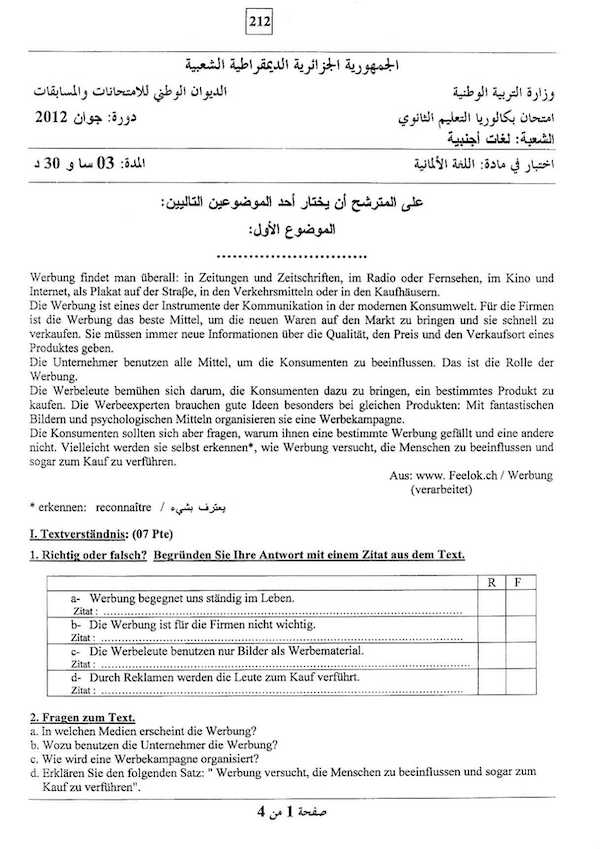 212
الجمهورية الجزائرية الديمقراطية الشعبية
وزارة التربية الوطنية الديوان الوطني للامتحانات والمسابقات
امتحان بكالوريا التعليم الثانوي دورة: جوان 2012
الشعبة: لغات أجنبية
اختبار في مادة: اللغة الألمانية المدة: 03 سا و 30 د
على المترشح أن يختار أحد الموضوعين التاليين:
الموضوع الأول:
Werbung findet man überall: in Zeitungen und Zeitschriften, im Radio oder Fernsehen, im Kino und
Internet, als Plakat auf der Straβe, in den Verkehrsmitteln oder in den Kaufhäusern.
Die Werbung ist eines der Instrumente der Kommunikation in der modernen Konsumwelt. Für die Firmen
ist die Werbung das beste Mittel, um die neuen Waren auf den Markt zu bringen und sie schnell zu
verkaufen. Sie müssen immer neue Informationen über die Qualität, den Preis und den Verkaufsort eines
Produktes geben.
Die Unternehmer benutzen alle Mittel, um die Konsumenten zu beeinflussen. Das ist die Rolle der
Werbung.
Die Werbeleute bemühen sich darum, die Konsumenten dazu zu bringen, ein bestimmtes Produkt zu
kaufen. Die Werbeexperten brauchen gute Ideen besonders bei gleichen Produkten: Mit fantastischen
Bildern und psychologischen Mitteln organisieren sie eine Werbekampagne.
Die Konsumenten sollten sich aber fragen, warum ihnen eine bestimmte Werbung gefällt und eine andere
nicht. Vielleicht werden sie selbst erkennen*, wie Werbung versucht, die Menschen zu beeinflussen und
sogar zum Kauf zu verführen.
Aus: www. Feelok.ch / Werbung
(verarbeitet)
* erkennen: reconnaître / يعترف بشيء
I. Textverständnis: (07 Pte)
1. Richtig oder falsch? Begründen Sie Ihre Antwort mit einem Zitat aus dem Text.
R F
a- Werbung begegnet uns ständig im Leben.
Zitat : ........................................................................
b- Die Werbung ist für die Firmen nicht wichtig.
Zitat : ........................................................................
c- Die Werbeleute benutzen nur Bilder als Werbematerial.
Zitat : ........................................................................
d- Durch Reklamen werden die Leute zum Kauf verführt.
Zitat : ........................................................................
2. Fragen zum Text.
a. In welchen Medien erscheint die Werbung?
b. Wozu benutzen die Unternehmer die Werbung?
c. Wie wird eine Werbekampagne organisiert?
d. Erklären Sie den folgenden Satz: " Werbung versucht, die Menschen zu beeinflussen und sogar zum
Kauf zu verführen".
صفحة 1 من 4